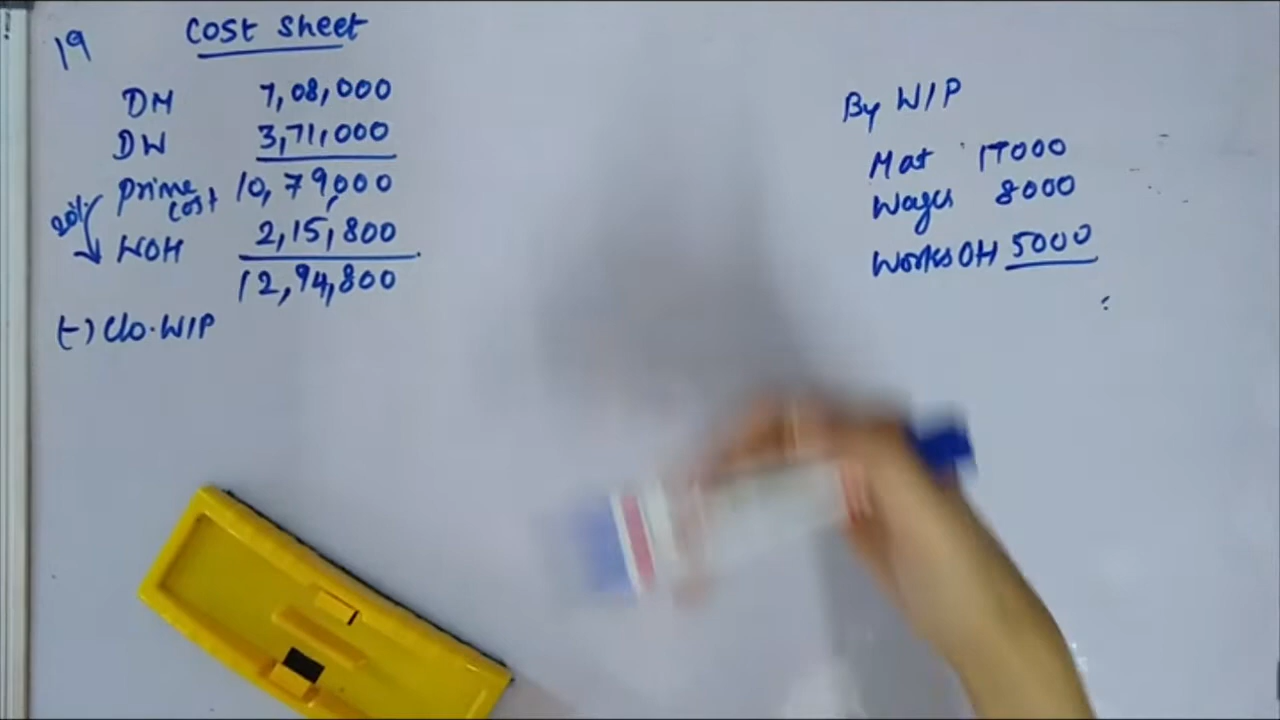 19
Cost Sheet
DM 7,08,000
DW 3,71,000
Prime cost 10,79,000
20%
WOH 2,15,800
12,94,800
(-) Clo. WIP
By WIP
Mat 17000
Wages 8000
Works OH 5000